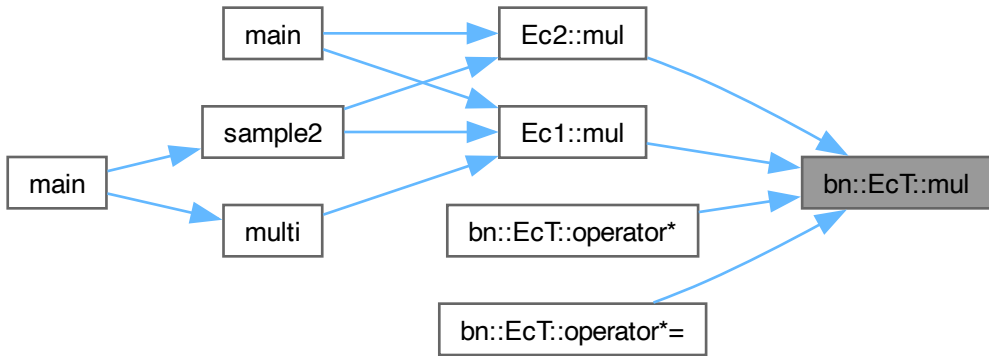 main
Ec2::mul
sample2
Ec1::mul
main
bn::EcT::mul
multi
bn::EcT::operator*
bn::EcT::operator*=